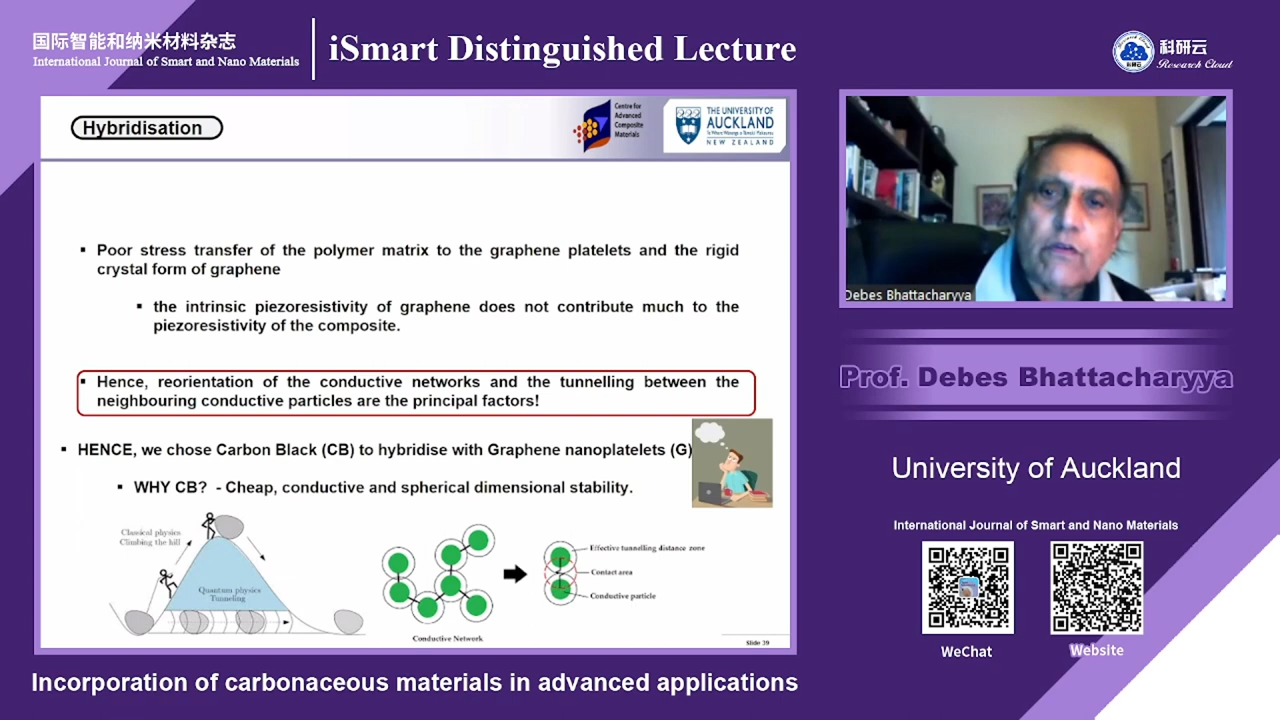 国际智能和纳米材料杂志
International Journal of Smart and Nano Materials
iSmart Distinguished Lecture
科研云
Research Cloud
Hybridisation
Centre for
Advanced
Composite
Materials
THE UNIVERSITY OF
AUCKLAND
Te Whare Wānanga o Tāmaki Makaurau
NEW ZEALAND
▪ Poor stress transfer of the polymer matrix to the graphene platelets and the rigid
crystal form of graphene
▪ the intrinsic piezoresistivity of graphene does not contribute much to the
piezoresistivity of the composite.
▪ Hence, reorientation of the conductive networks and the tunnelling between the
neighbouring conductive particles are the principal factors!
▪ HENCE, we chose Carbon Black (CB) to hybridise with Graphene nanoplatelets (G)
▪ WHY CB? - Cheap, conductive and spherical dimensional stability.
Classical physics
Climbing the hill
Quantum physics
Tunneling
Conductive Network
Effective tunnelling distance zone
Contact area
Conductive particle
Slide 29
Debes Bhattacharyya
Prof. Debes Bhattacharyya
University of Auckland
International Journal of Smart and Nano Materials
WeChat
Website
Incorporation of carbonaceous materials in advanced applications